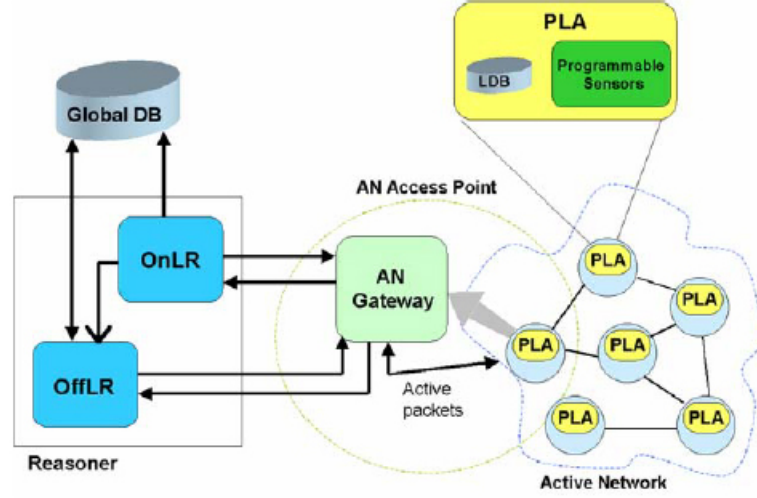 PLA
LDB
Programmable
Sensors
Global DB
AN Access Point
OnLR
AN
Gateway
PLA
PLA
PLA
PLA
OffLR
Active
packets
PLA
PLA
Reasoner
Active Network